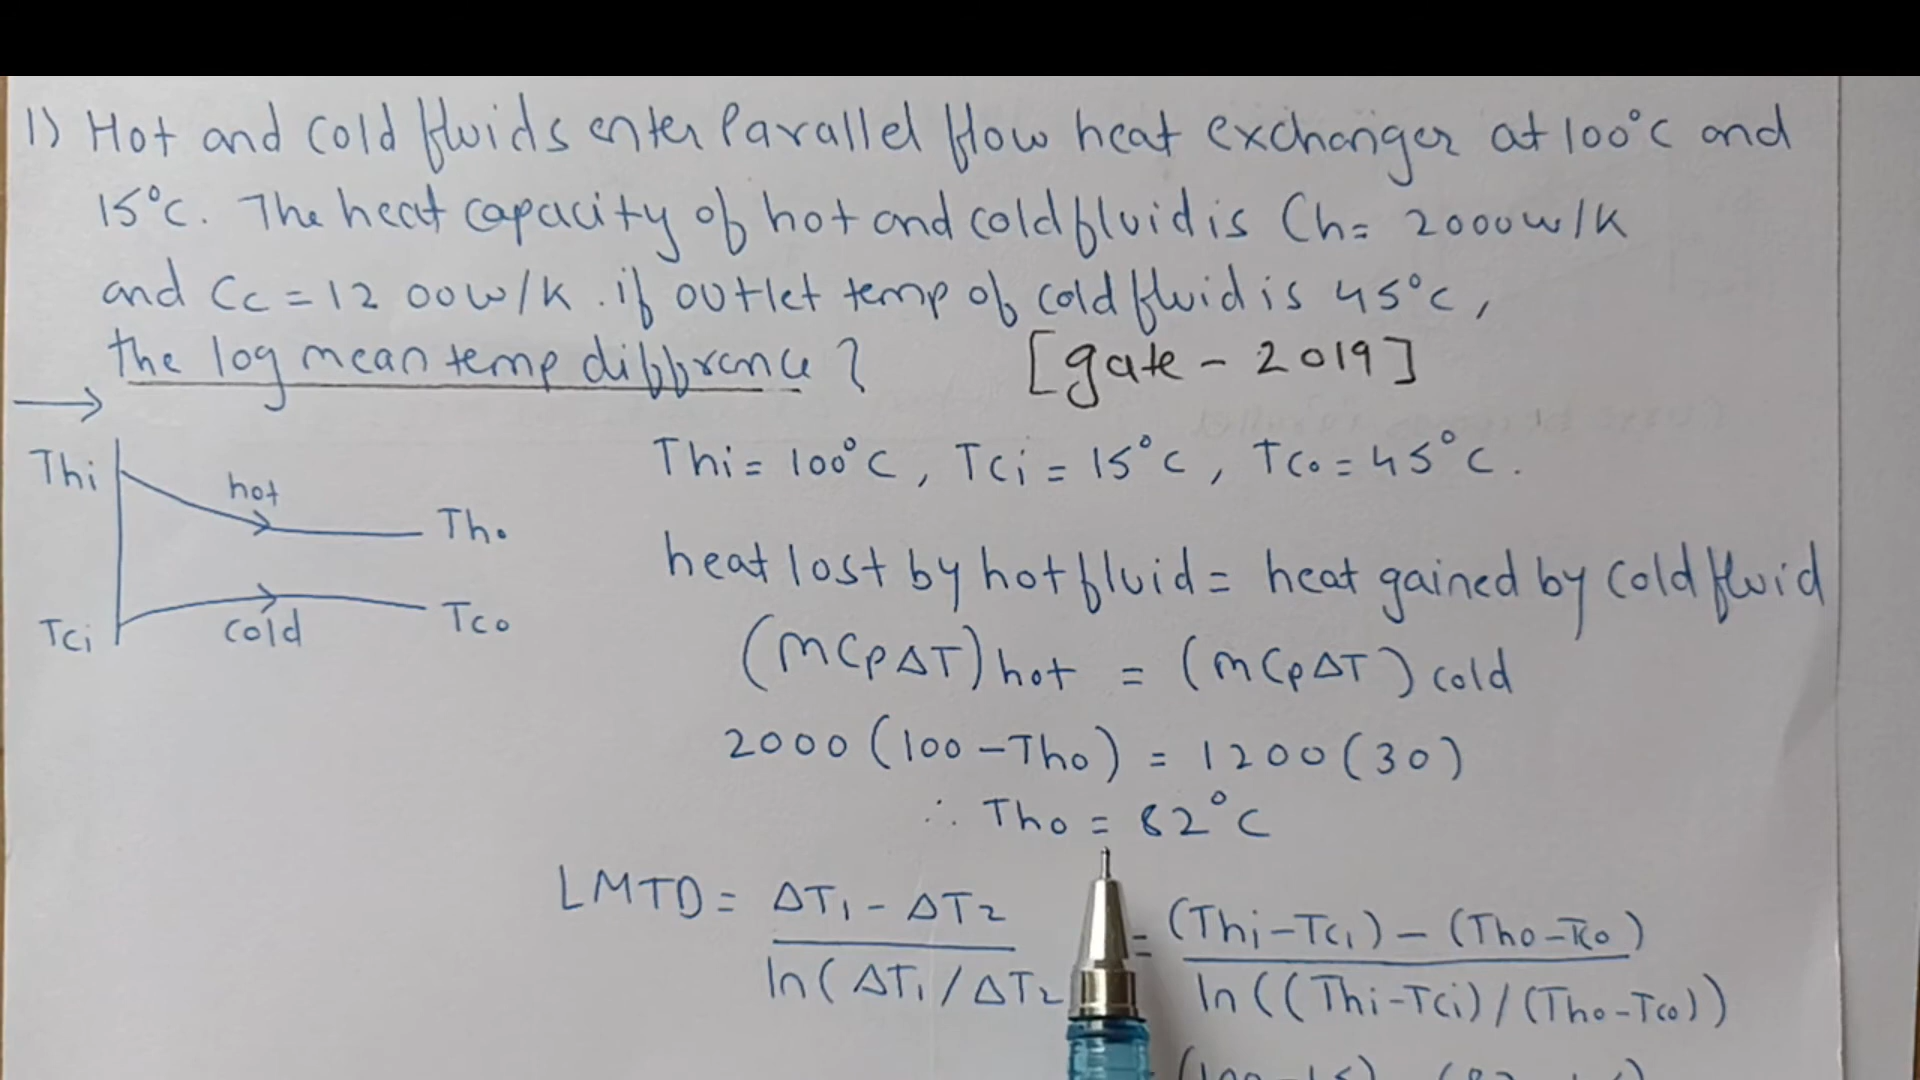 1) Hot and cold fluids enter Parallel flow heat exchanger at 100°C and
15°C. The heat capacity of hot and cold fluid is Ch= 2000w/K
and Cc = 1200w/K. if outlet temp of cold fluid is 45°C,
the log mean temp diffrence?
[gate - 2019]
Thi = 100°C, Tci = 15°C, Tco = 45°C.
Thi
hot
Tho
Tci
cold
Tco
heat lost by hot fluid = heat gained by cold fluid
(mCpΔT)hot = (mCpΔT)cold
2000(100-Tho) = 1200(30)
∴ Tho = 82°C
LMTD = ΔT1 - ΔT2 / ln(ΔT1/ΔT2 = (Thi-Tci) - (Tho-Tco) / ln((Thi-Tci)/(Tho-Tco))